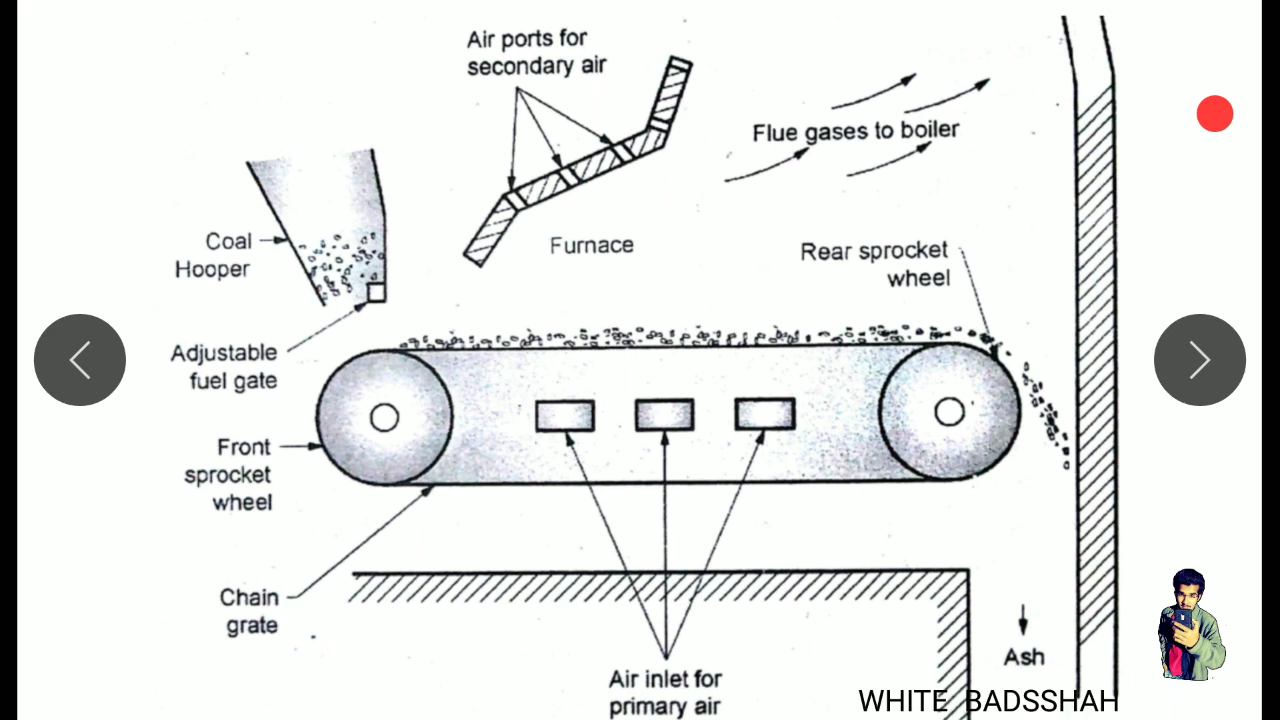 Air ports for
secondary air
Flue gases to boiler
Coal
Hooper
Furnace
Rear sprocket
wheel
Adjustable
fuel gate
Front
sprocket
wheel
Chain
grate
Ash
Air inlet for
primary air
WHITE BADSSHAH